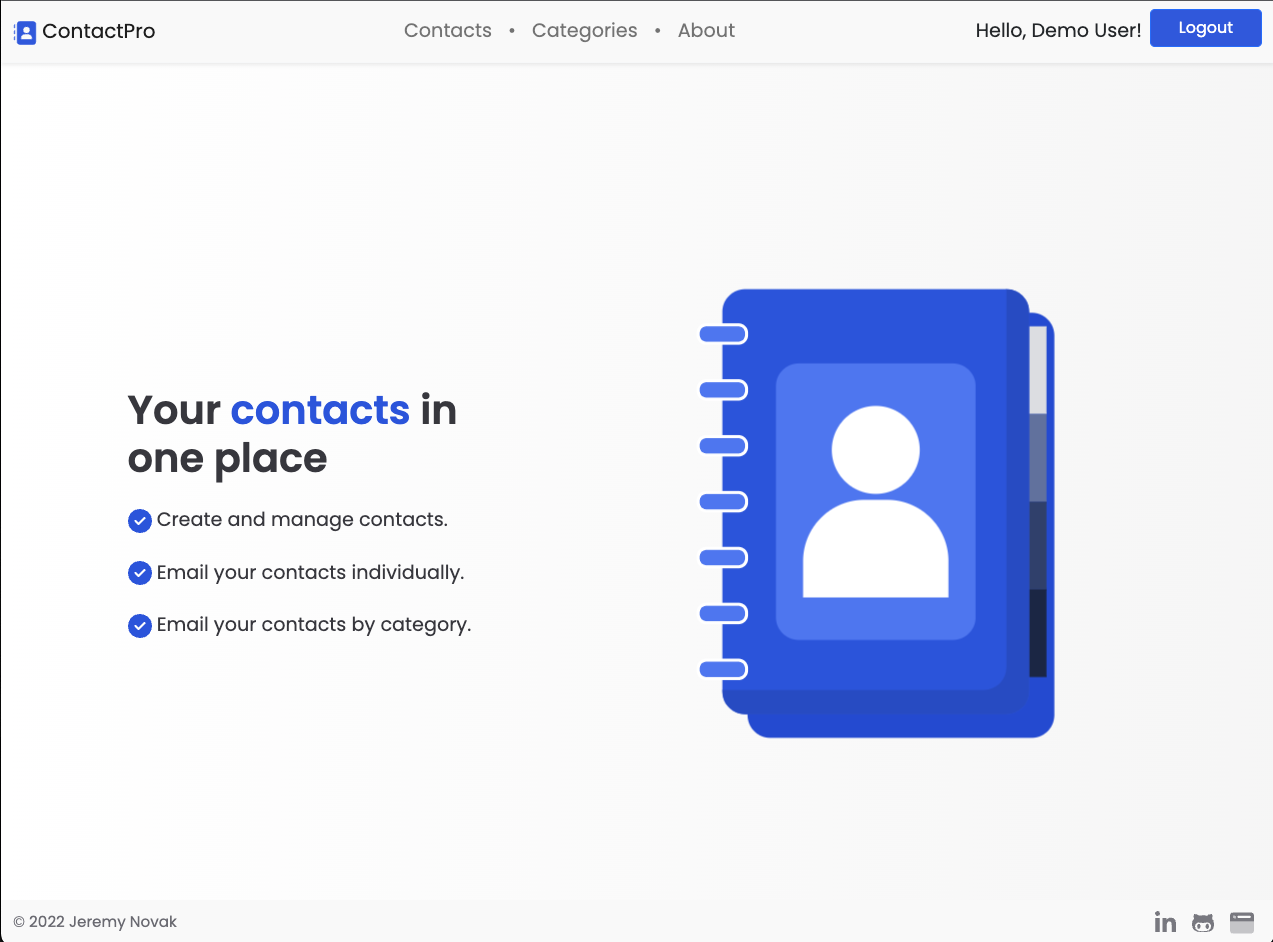 ContactPro
Contacts • Categories • About
Hello, Demo User!
Logout
Your contacts in
one place
Create and manage contacts.
Email your contacts individually.
Email your contacts by category.
© 2022 Jeremy Novak
in